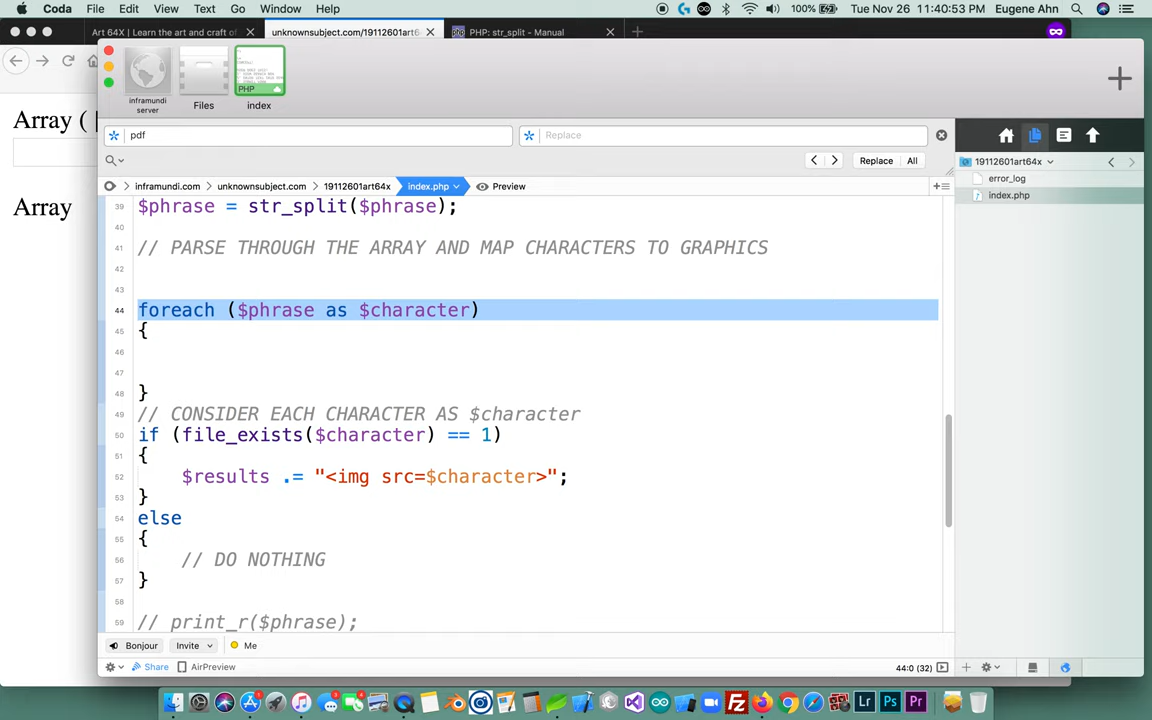 Coda File Edit View Text Go Window Help 100% Tue Nov 26 11:40:53 PM Eugene Ahn
Art 64X | Learn the art and craft of
unknownsubject.com/19112601art6
PHP: str_split - Manual
Array ( [
Array
inframundi server
Files
PHP
index
pdf
Replace
Replace All
inframundi.com unknownsubject.com 19112601art64x index.php Preview
39 $phrase = str_split($phrase);
40
41 // PARSE THROUGH THE ARRAY AND MAP CHARACTERS TO GRAPHICS
42
43
44 foreach ($phrase as $character)
45 {
46
47
48 }
49 // CONSIDER EACH CHARACTER AS $character
50 if (file_exists($character) == 1)
51 {
52 $results .= "<img src=$character>";
53 }
54 else
55 {
56 // DO NOTHING
57 }
58
59 // print_r($phrase);
19112601art64x
error_log
index.php
Bonjour Invite Me
Share AirPreview 44:0 (32)
Lr Ps Pr